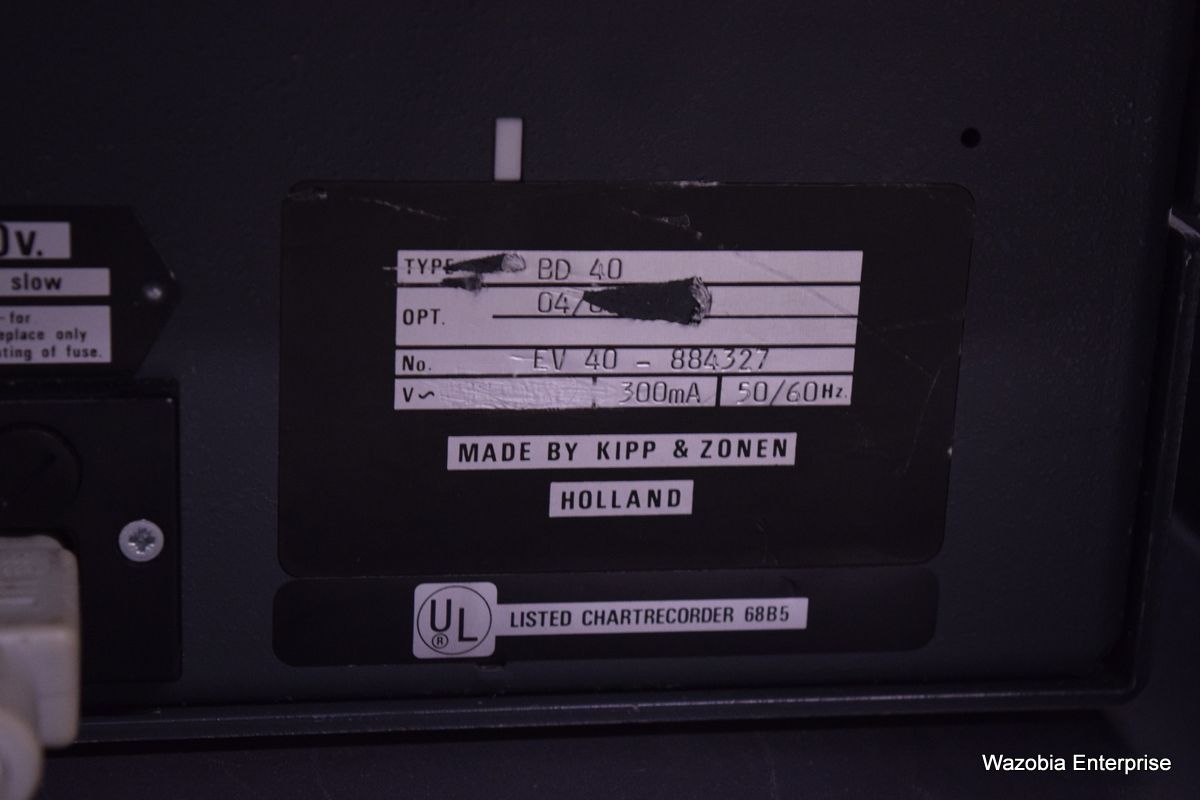 0v.
slow
-for
eplace only
ting of fuse.
TYPE BD 40
04/
OPT.
No. EV 40 - 884327
V~ 300mA 50/60Hz.
MADE BY KIPP & ZONEN
HOLLAND
UL ® LISTED CHARTRECORDER 68B5
Wazobia Enterprise